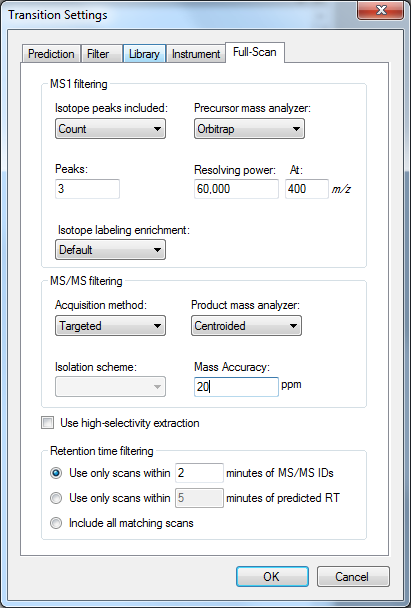 Transition Settings
Prediction Filter Library Instrument Full-Scan
MS1 filtering
Isotope peaks included: Precursor mass analyzer:
Count Orbitrap
Peaks: Resolving power: At:
3 60,000 400 m/z
Isotope labeling enrichment:
Default
MS/MS filtering
Acquisition method: Product mass analyzer:
Targeted Centroided
Isolation scheme: Mass Accuracy:
20 ppm
Use high-selectivity extraction
Retention time filtering
Use only scans within 2 minutes of MS/MS IDs
Use only scans within 5 minutes of predicted RT
Include all matching scans
OK Cancel